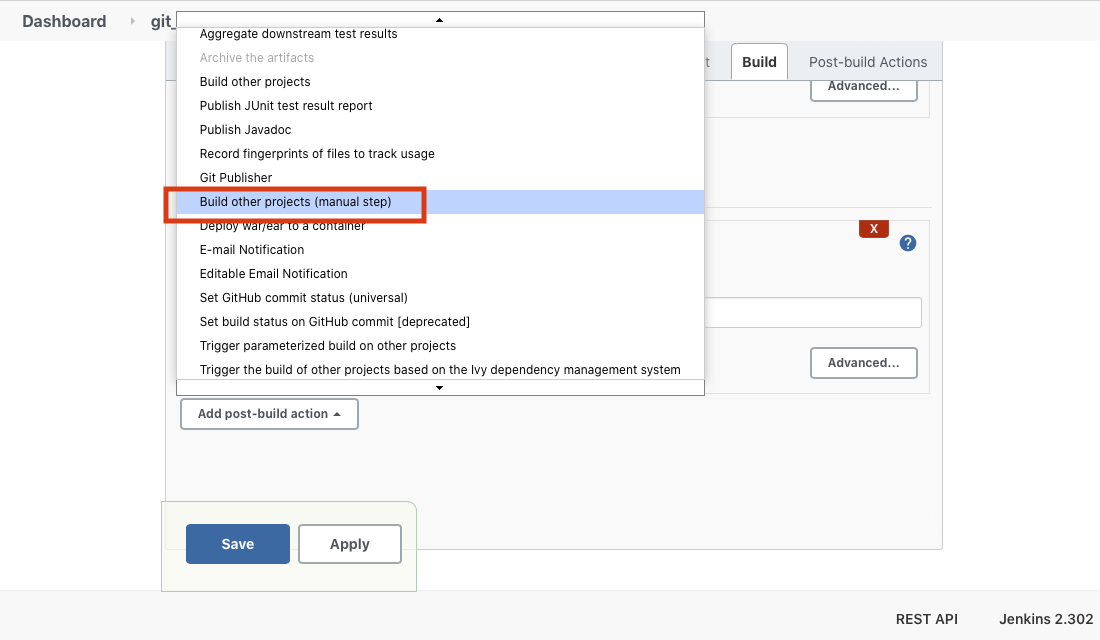 Dashboard
git_
Aggregate downstream test results
Archive the artifacts
Build other projects
Publish JUnit test result report
Publish Javadoc
Record fingerprints of files to track usage
Git Publisher
Build other projects (manual step)
Deploy war/ear to a container
E-mail Notification
Editable Email Notification
Set GitHub commit status (universal)
Set build status on GitHub commit [deprecated]
Trigger parameterized build on other projects
Trigger the build of other projects based on the Ivy dependency management system
t
Build
Post-build Actions
Advanced...
X
?
Advanced...
Add post-build action
Save
Apply
REST API
Jenkins 2.302